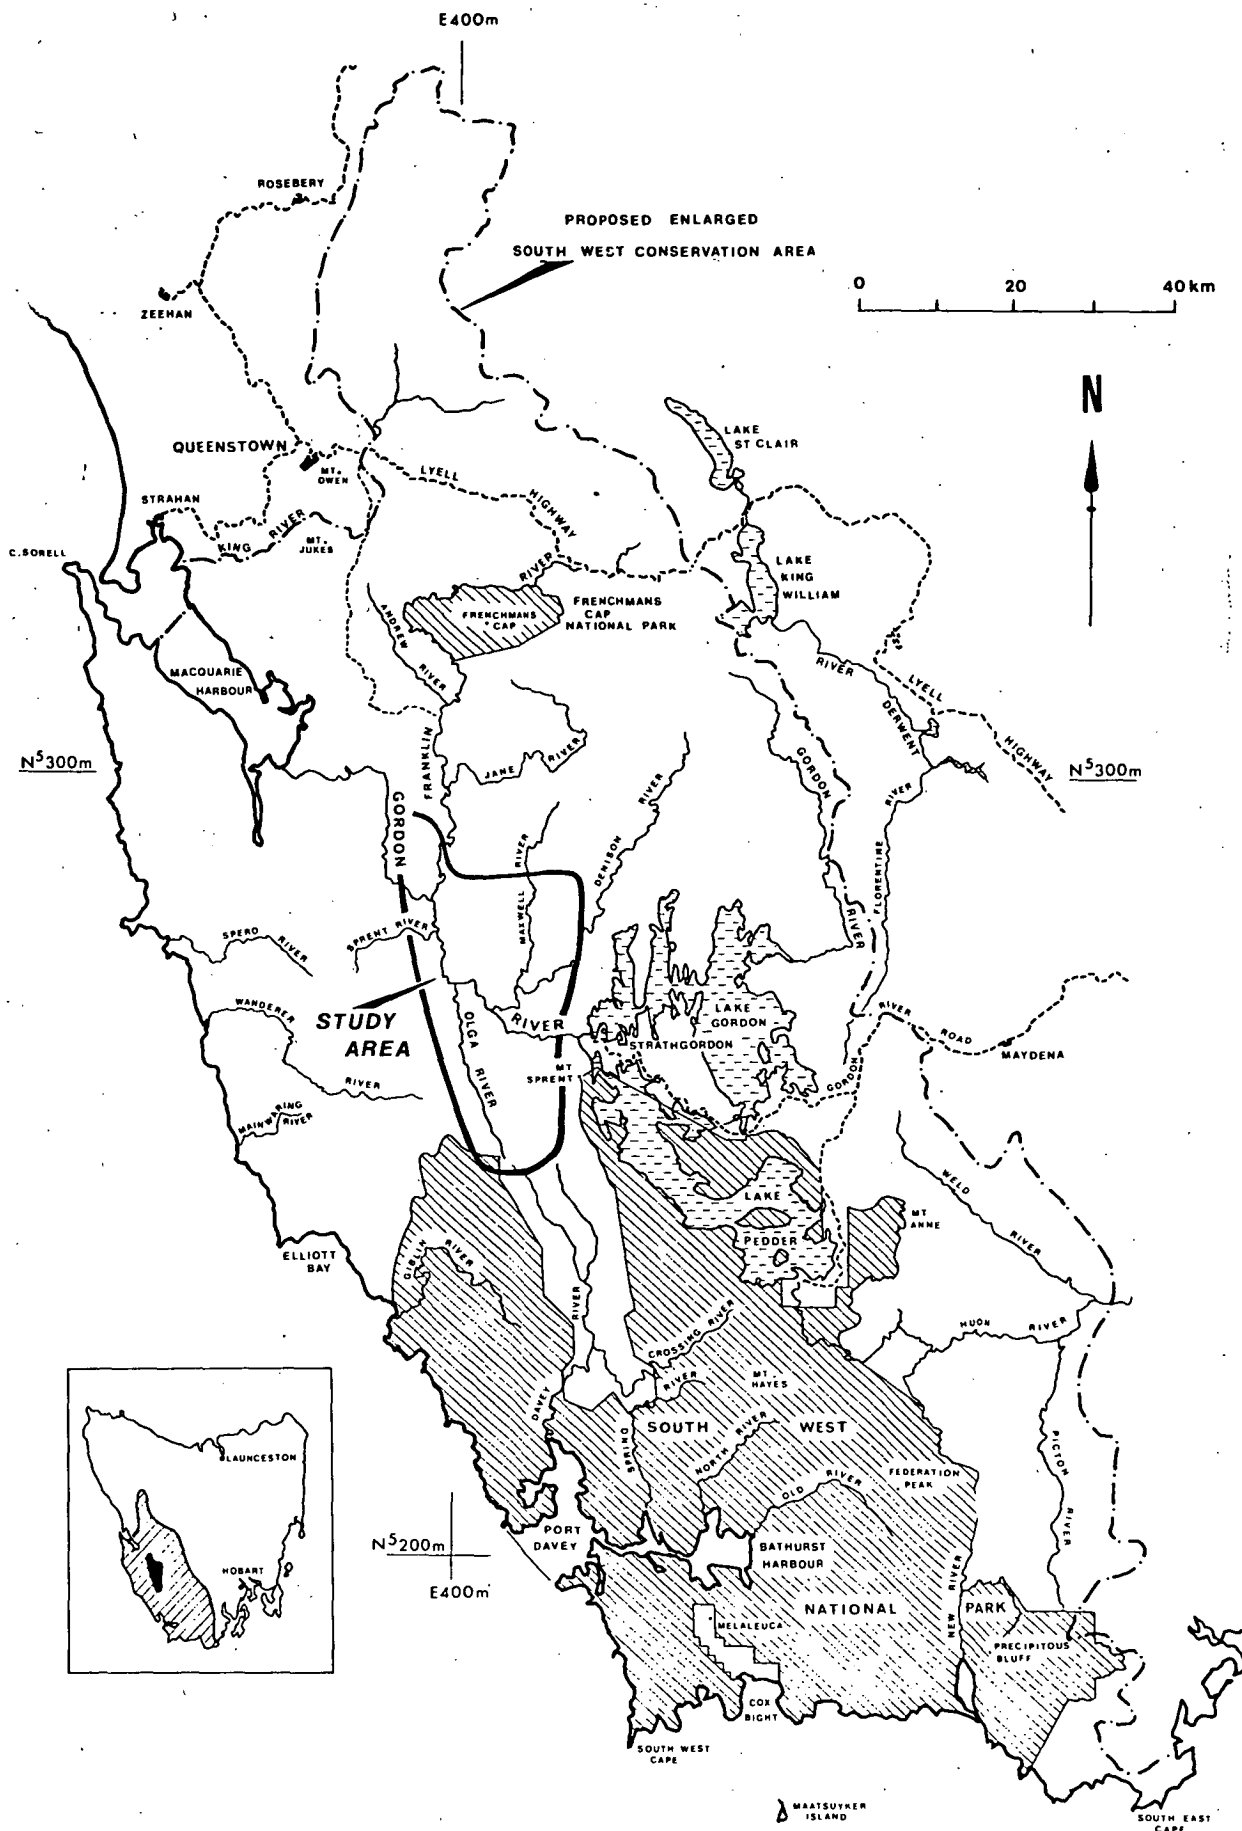 E400m
ROSEBERY
PROPOSED ENLARGED
SOUTH WEST CONSERVATION AREA
0 20 40 km
ZEEHAN
N
LAKE
ST CLAIR
QUEENSTOWN
MT.
OWEN
LYELL
HIGHWAY
STRAHAN
KING RIVER
MT.
JUKES
C. SORELL
RIVER
LAKE
KING
WILLIAM
FRENCHMANS
CAP
FRENCHMANS
CAP
NATIONAL PARK
ANDREW
RIVER
MACQUARIE
HARBOUR
RIVER
DERWENT
LYELL
HIGHWAY
N⁵300m
FRANKLIN
JANE RIVER
GORDON
RIVER
N⁵300m
GORDON
MAXWELL RIVER
DENISON RIVER
FLORENTINE
RIVER
SPERO
RIVER
SPRENT RIVER
WANDERER
RIVER
STUDY
AREA
OLGA
RIVER
RIVER
LAKE
GORDON
STRATHGORDON
MT
SPRENT
RIVER ROAD
MAYDENA
GORDON
MAINWARING
RIVER
LAKE
PEDDER
MT
ANNE
WELD
RIVER
ELLIOTT
BAY
GIBLIN
RIVER
RIVER
CROSSING RIVER
RIVER
HUON RIVER
MT.
HAYES
DAVEY
SPRING
SOUTH WEST
NORTH RIVER
OLD RIVER
FEDERATION
PEAK
PICTON
RIVER
LAUNCESTON
HOBART
N⁵200m
E400m
PORT
DAVEY
BATHURST
HARBOUR
NATIONAL
NEW RIVER
PARK
MELALEUCA
PRECIPITOUS
BLUFF
COX
BIGHT
SOUTH WEST
CAPE
MAATSUYKER
ISLAND
SOUTH EAST
CAPE